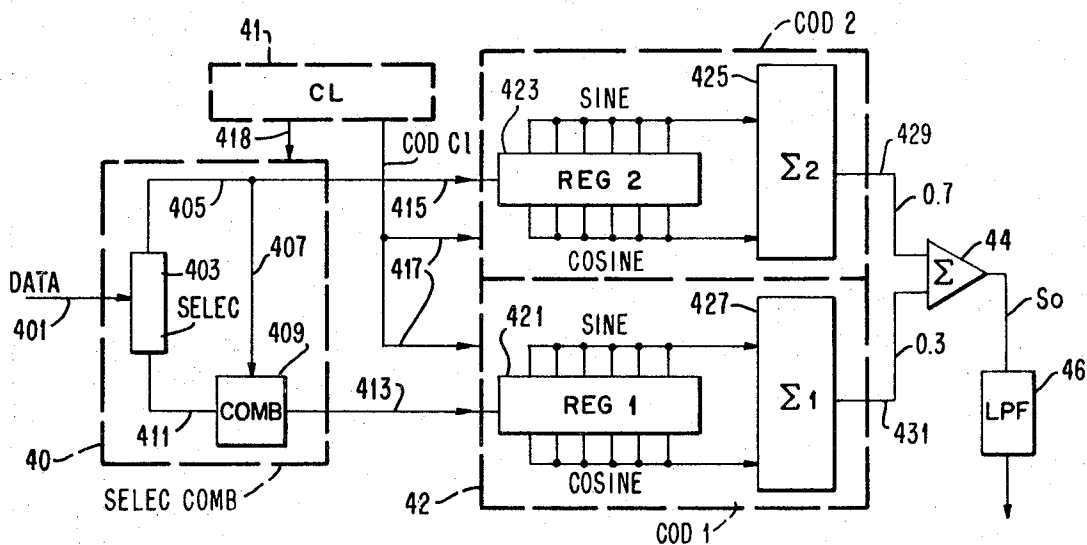 41
COD 2
CL
418
COD Cl
423
SINE
425
REG 2
Σ2
429
405
415
0.7
407
COSINE
417
44
DATA
403
401
SELEC
409
421
SINE
427
Σ
So
0.3
COMB
413
REG 1
Σ1
46
LPF
411
431
40
COSINE
42
SELEC COMB
COD 1